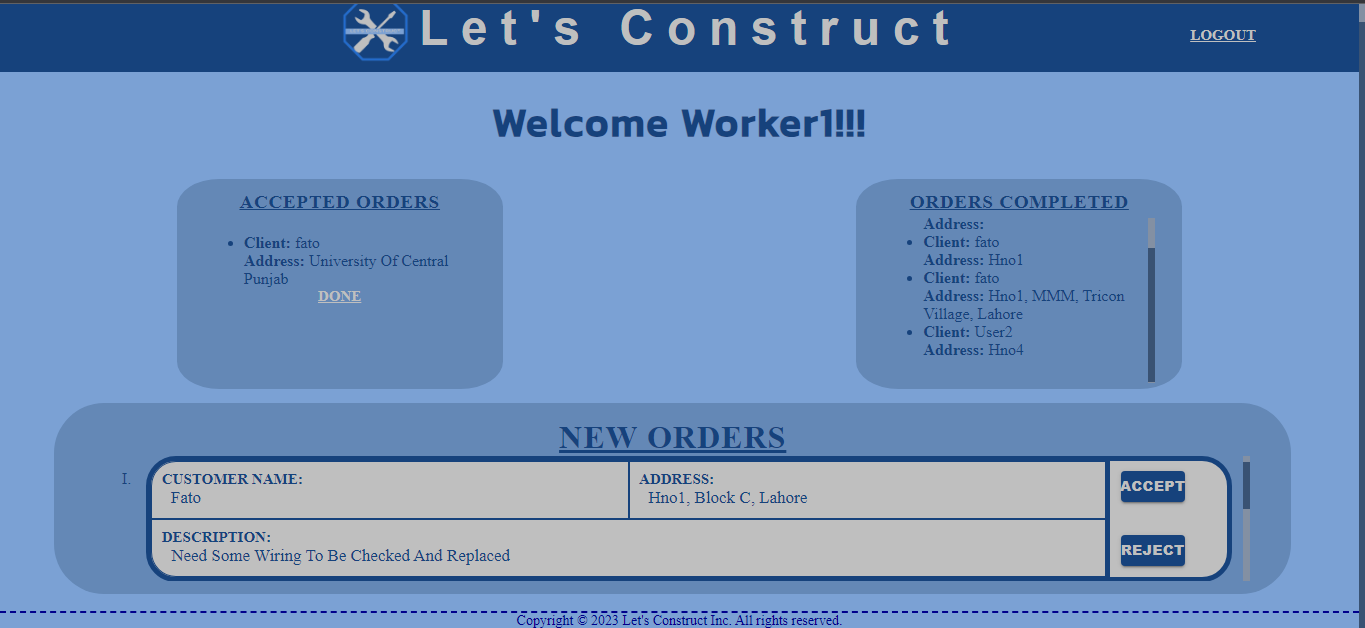 Let's Construct
LOGOUT
Welcome Worker1!!!
ACCEPTED ORDERS
Client: fato
Address: University Of Central
Punjab
DONE
ORDERS COMPLETED
Address:
Client: fato
Address: Hno1
Client: fato
Address: Hno1, MMM, Tricon
Village, Lahore
Client: User2
Address: Hno4
NEW ORDERS
I.
CUSTOMER NAME:
Fato
ADDRESS:
Hno1, Block C, Lahore
DESCRIPTION:
Need Some Wiring To Be Checked And Replaced
ACCEPT
REJECT
Copyright © 2023 Let's Construct Inc. All rights reserved.